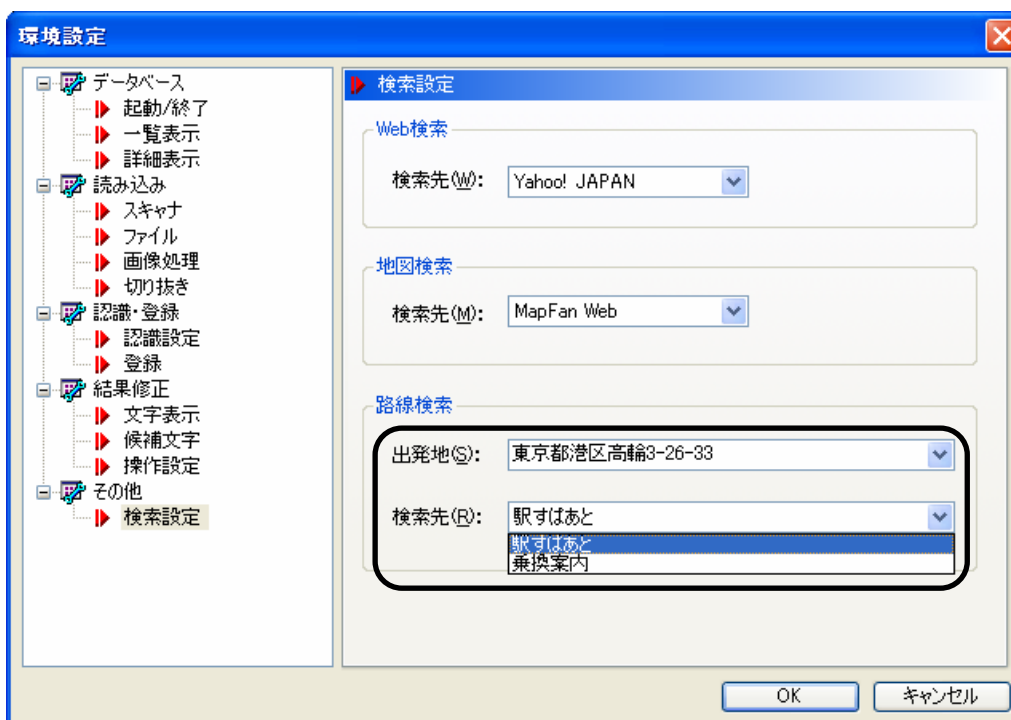 環境設定
データベース
起動/終了
一覧表示
詳細表示
読み込み
スキャナ
ファイル
画像処理
切り抜き
認識・登録
認識設定
登録
結果修正
文字表示
候補文字
操作設定
その他
検索設定
検索設定
Web検索
検索先(W): Yahoo! JAPAN
地図検索
検索先(M): MapFan Web
路線検索
出発地(S): 東京都港区高輪3-26-33
検索先(R): 駅すぱあと
駅すぱあと
乗換案内
OK キャンセル